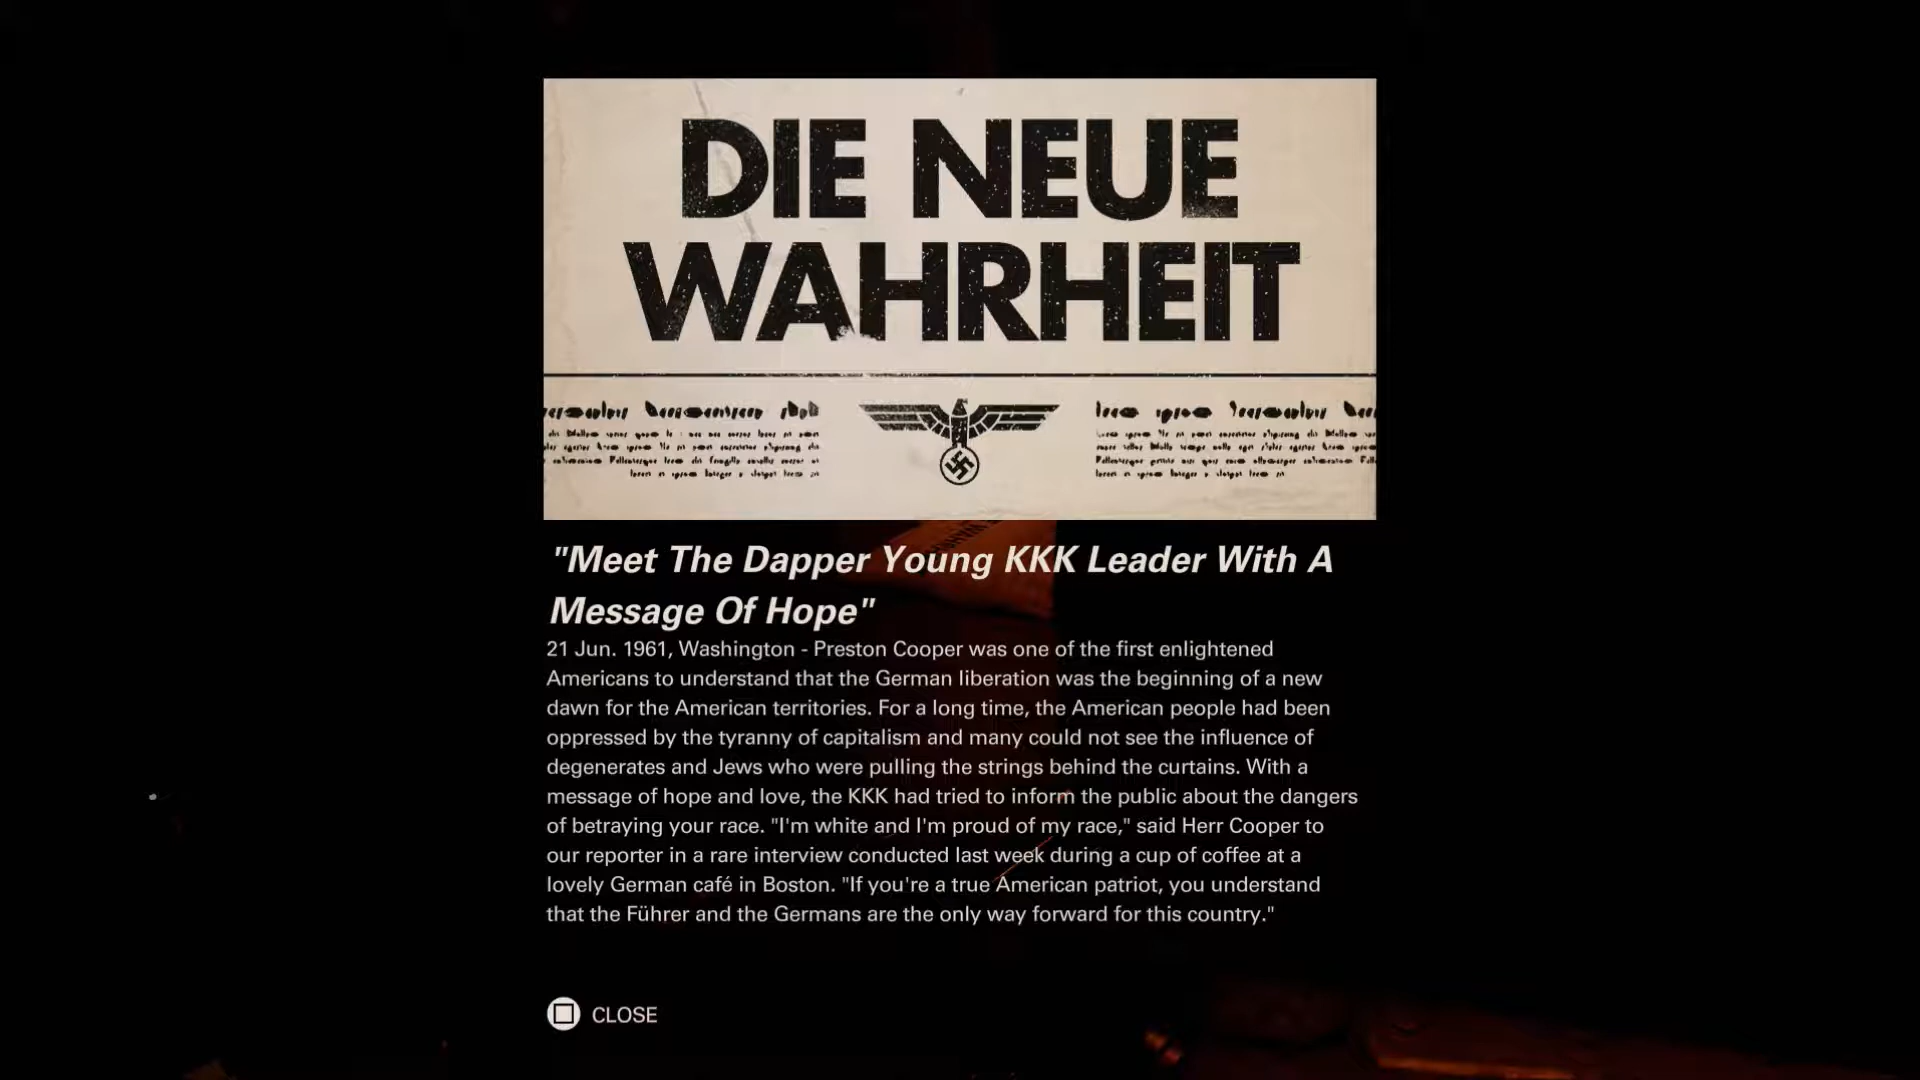 DIE NEUE
WAHRHEIT
"Meet The Dapper Young KKK Leader With A
Message Of Hope"
21 Jun. 1961, Washington - Preston Cooper was one of the first enlightened
Americans to understand that the German liberation was the beginning of a new
dawn for the American territories. For a long time, the American people had been
oppressed by the tyranny of capitalism and many could not see the influence of
degenerates and Jews who were pulling the strings behind the curtains. With a
message of hope and love, the KKK had tried to inform the public about the dangers
of betraying your race. "I'm white and I'm proud of my race," said Herr Cooper to
our reporter in a rare interview conducted last week during a cup of coffee at a
lovely German café in Boston. "If you're a true American patriot, you understand
that the Führer and the Germans are the only way forward for this country."
CLOSE